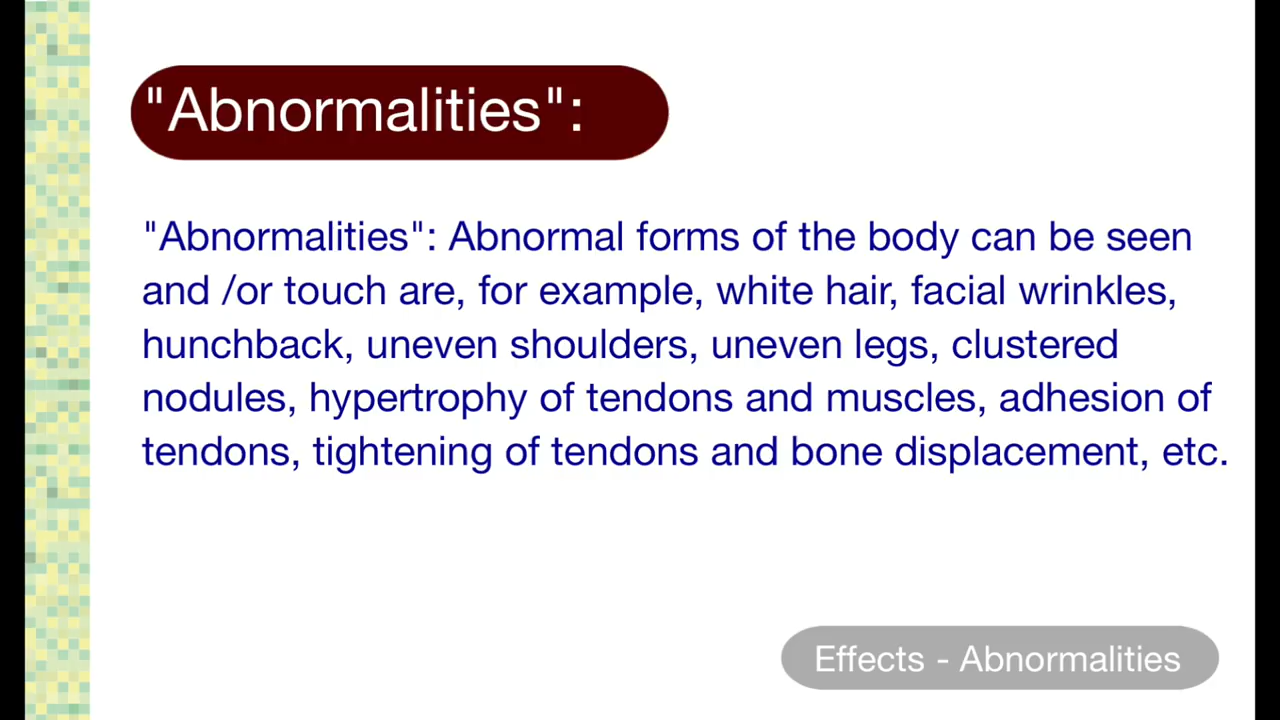 "Abnormalities":
"Abnormalities": Abnormal forms of the body can be seen
and /or touch are, for example, white hair, facial wrinkles,
hunchback, uneven shoulders, uneven legs, clustered
nodules, hypertrophy of tendons and muscles, adhesion of
tendons, tightening of tendons and bone displacement, etc.
Effects - Abnormalities